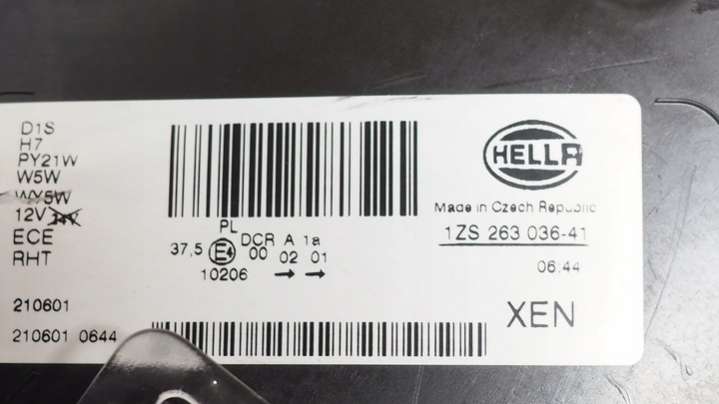 D1S
H7
PY21W
W5W
WY5W
12V 24V
ECE
RHT
210601
210601 0644
PL
37,5 E4 DCR A 1a
00 02 01
10206 → →
HELLA
Made in Czech Republic
1ZS 263 036-41
06.44
XEN